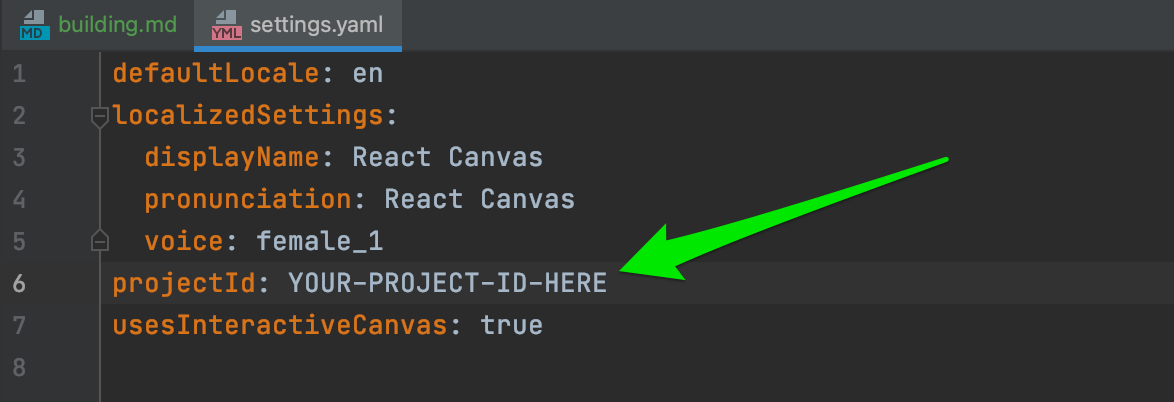 MD building.md YML settings.yaml
1 defaultLocale: en
2 localizedSettings:
3 displayName: React Canvas
4 pronunciation: React Canvas
5 voice: female_1
6 projectId: YOUR-PROJECT-ID-HERE
7 usesInteractiveCanvas: true
8